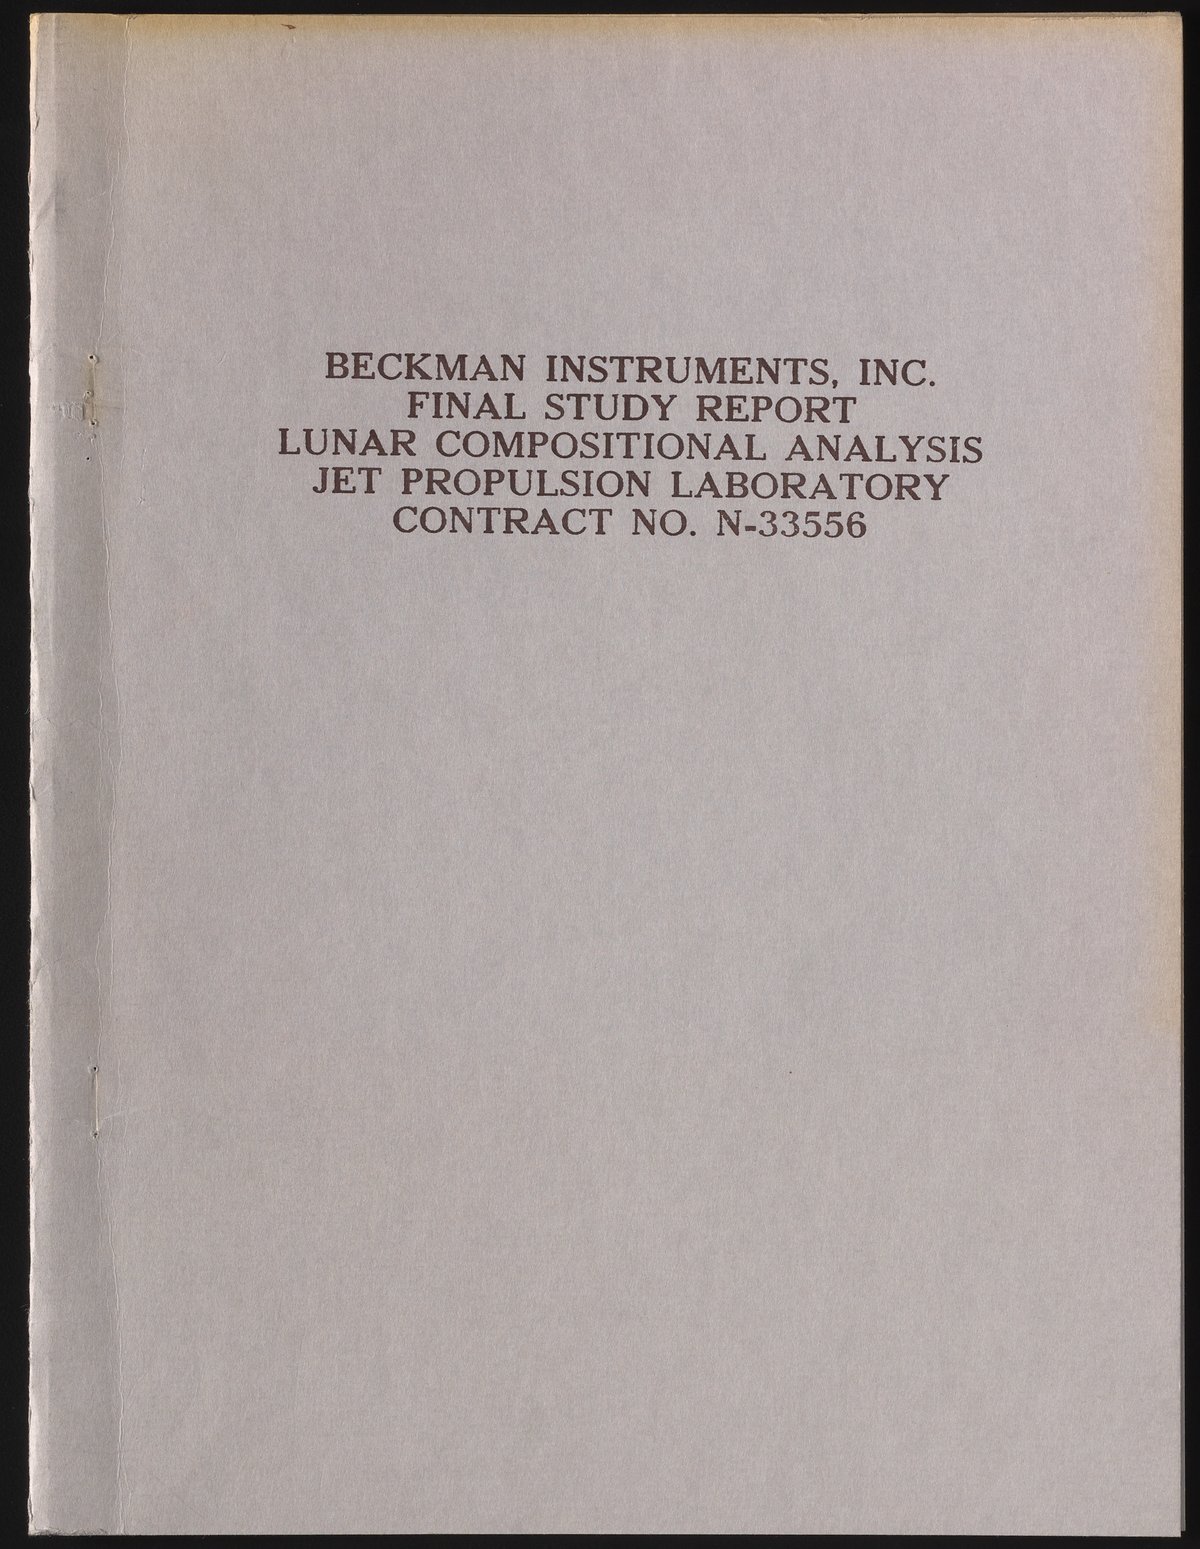 BECKMAN INSTRUMENTS, INC.
FINAL STUDY REPORT
LUNAR COMPOSITIONAL ANALYSIS
JET PROPULSION LABORATORY
CONTRACT NO. N-33556